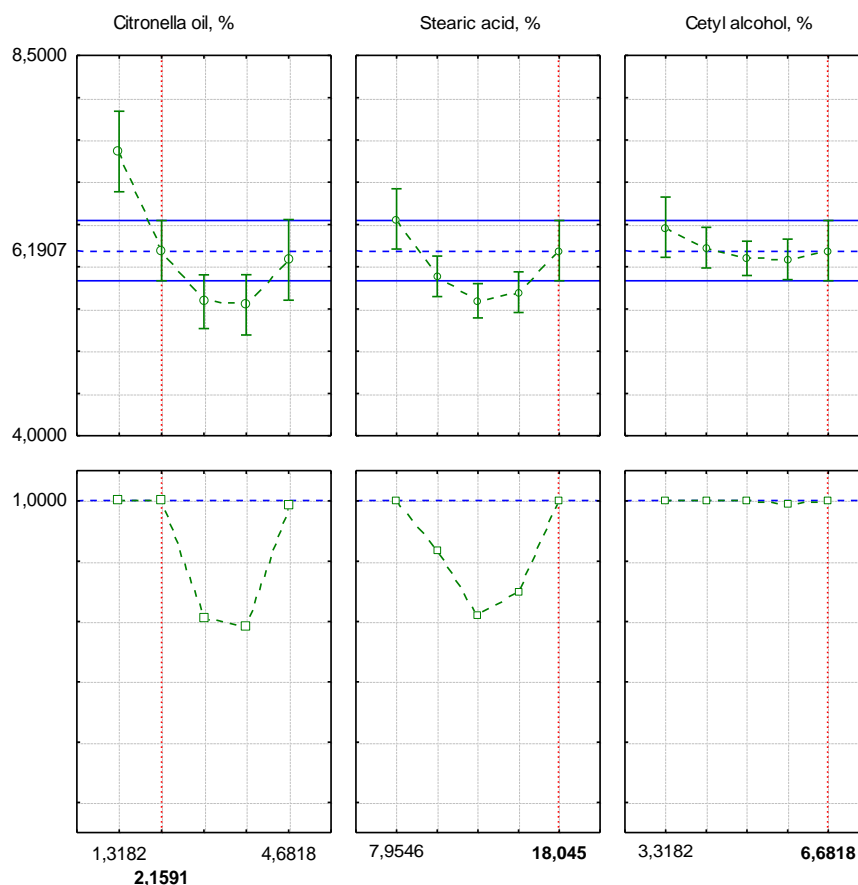 Citronella oil, % Stearic acid, % Cetyl alcohol, %
8,5000
6,1907
4,0000
1,0000
1,3182 4,6818 7,9546 18,045 3,3182 6,6818
2,1591